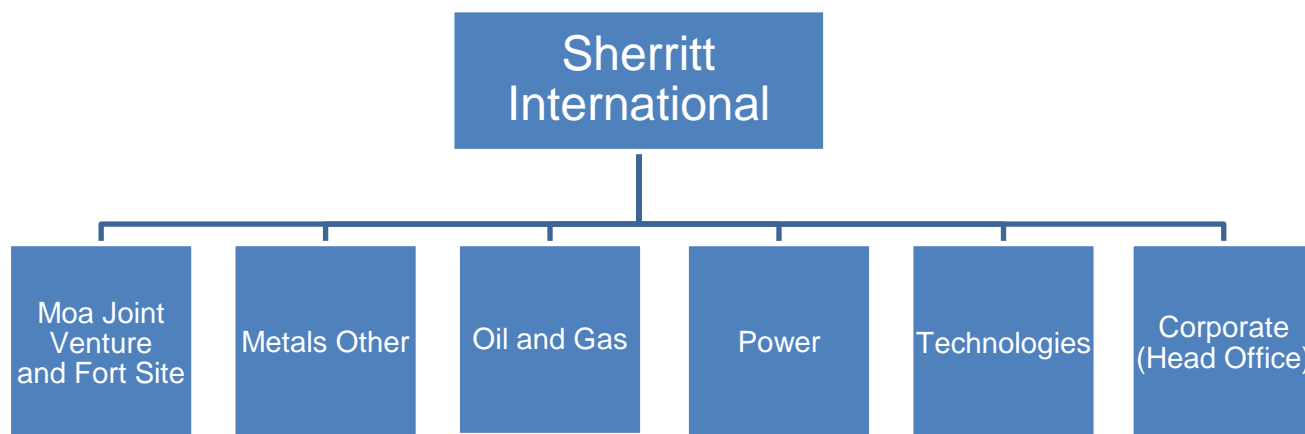 Sherritt
International
Moa Joint
Venture
and Fort Site
Metals Other
Oil and Gas
Power
Technologies
Corporate
(Head Office)